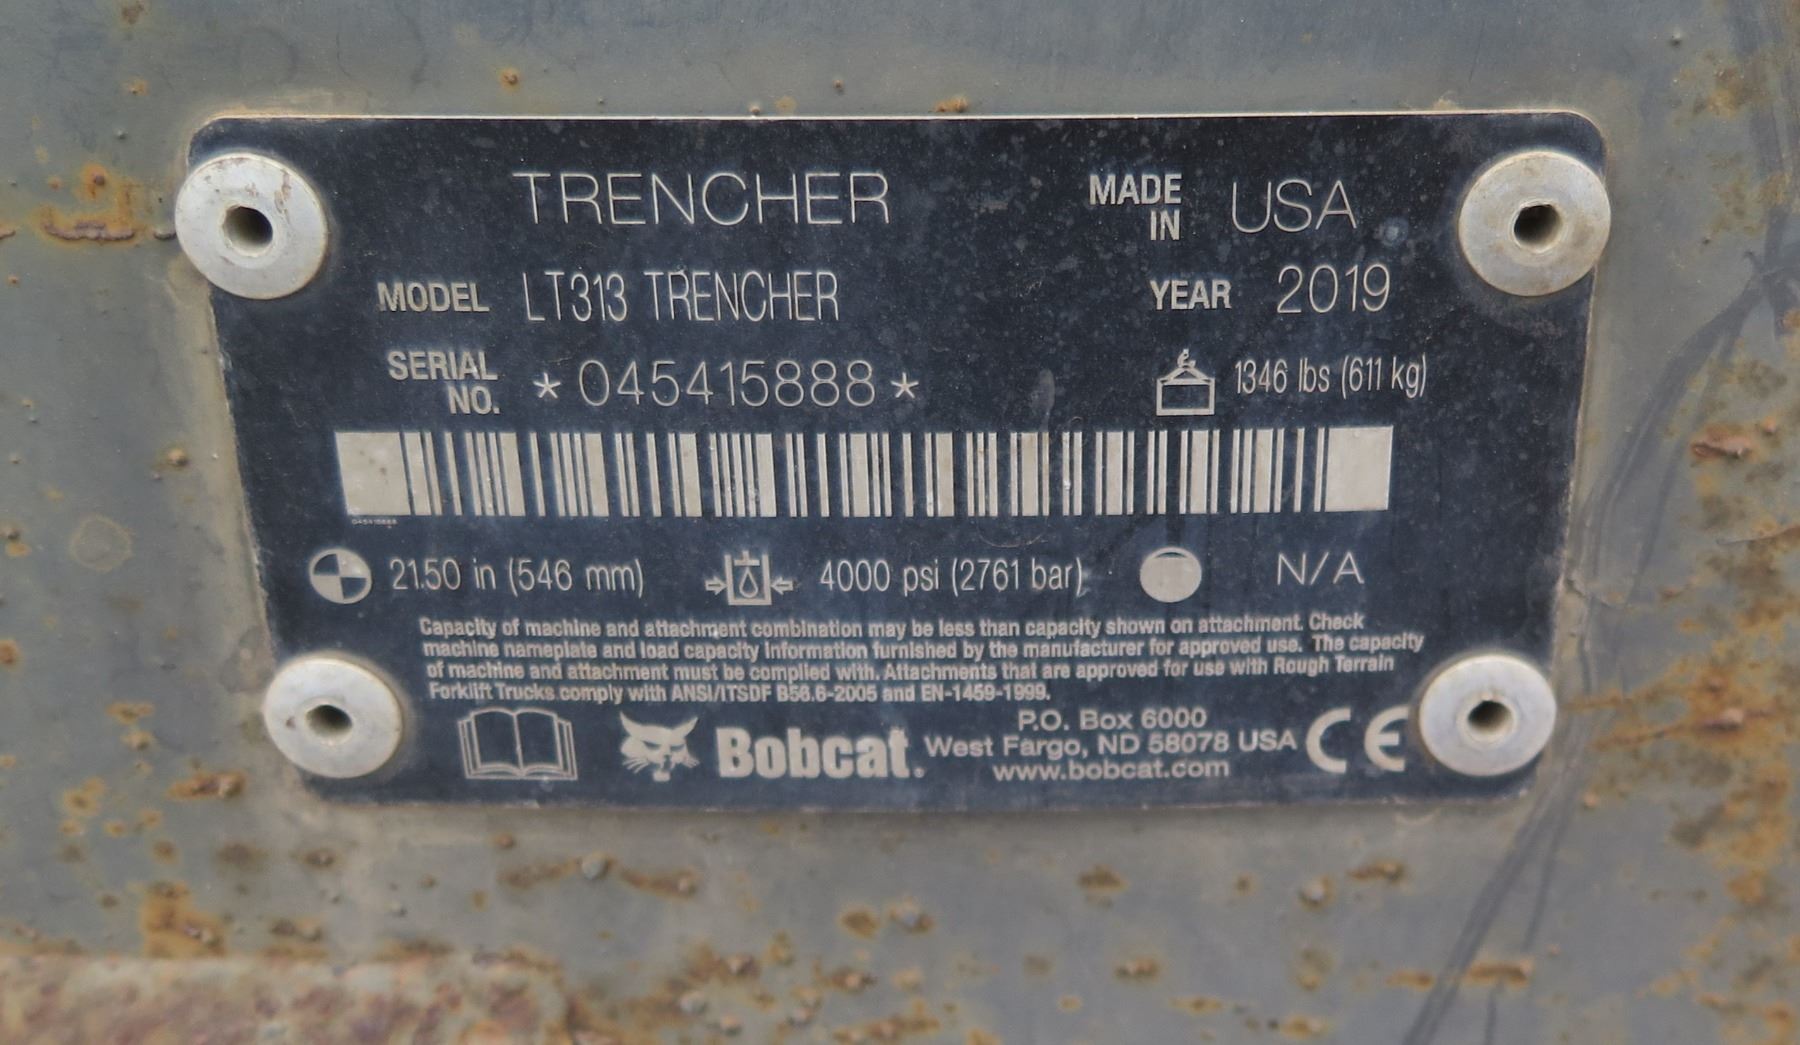 TRENCHER MADE IN USA
MODEL LT313 TRENCHER YEAR 2019
SERIAL NO. *045415888* 1346 lbs (611 kg)
045415888
21.50 in (546 mm) 4000 psi (2761 bar) N/A
Capacity of machine and attachment combination may be less than capacity shown on attachment. Check
machine nameplate and load capacity information furnished by the manufacturer for approved use. The capacity
of machine and attachment must be complied with. Attachments that are approved for use with Rough Terrain
Forklift Trucks comply with ANSI/ITSDF B56.6-2005 and EN-1459-1999.
Bobcat.
P.O. Box 6000
West Fargo, ND 58078 USA
www.bobcat.com
CE